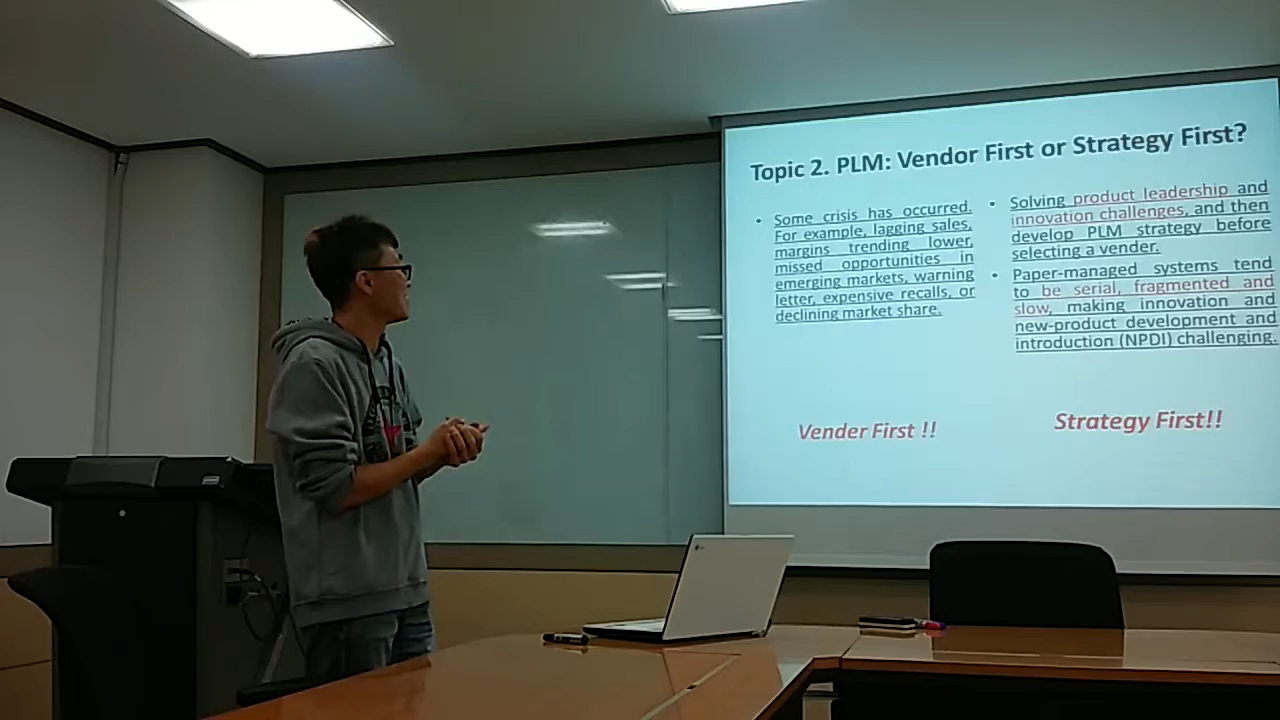 Topic 2. PLM: Vendor First or Strategy First?
• Some crisis has occurred.
For example, lagging sales,
margins trending lower,
missed opportunities in
emerging markets, warning
letter, expensive recalls, or
declining market share.
Vender First !!
• Solving product leadership and
innovation challenges, and then
develop PLM strategy before
selecting a vender.
• Paper-managed systems tend
to be serial, fragmented and
slow, making innovation and
new-product development and
introduction (NPDI) challenging.
Strategy First!!